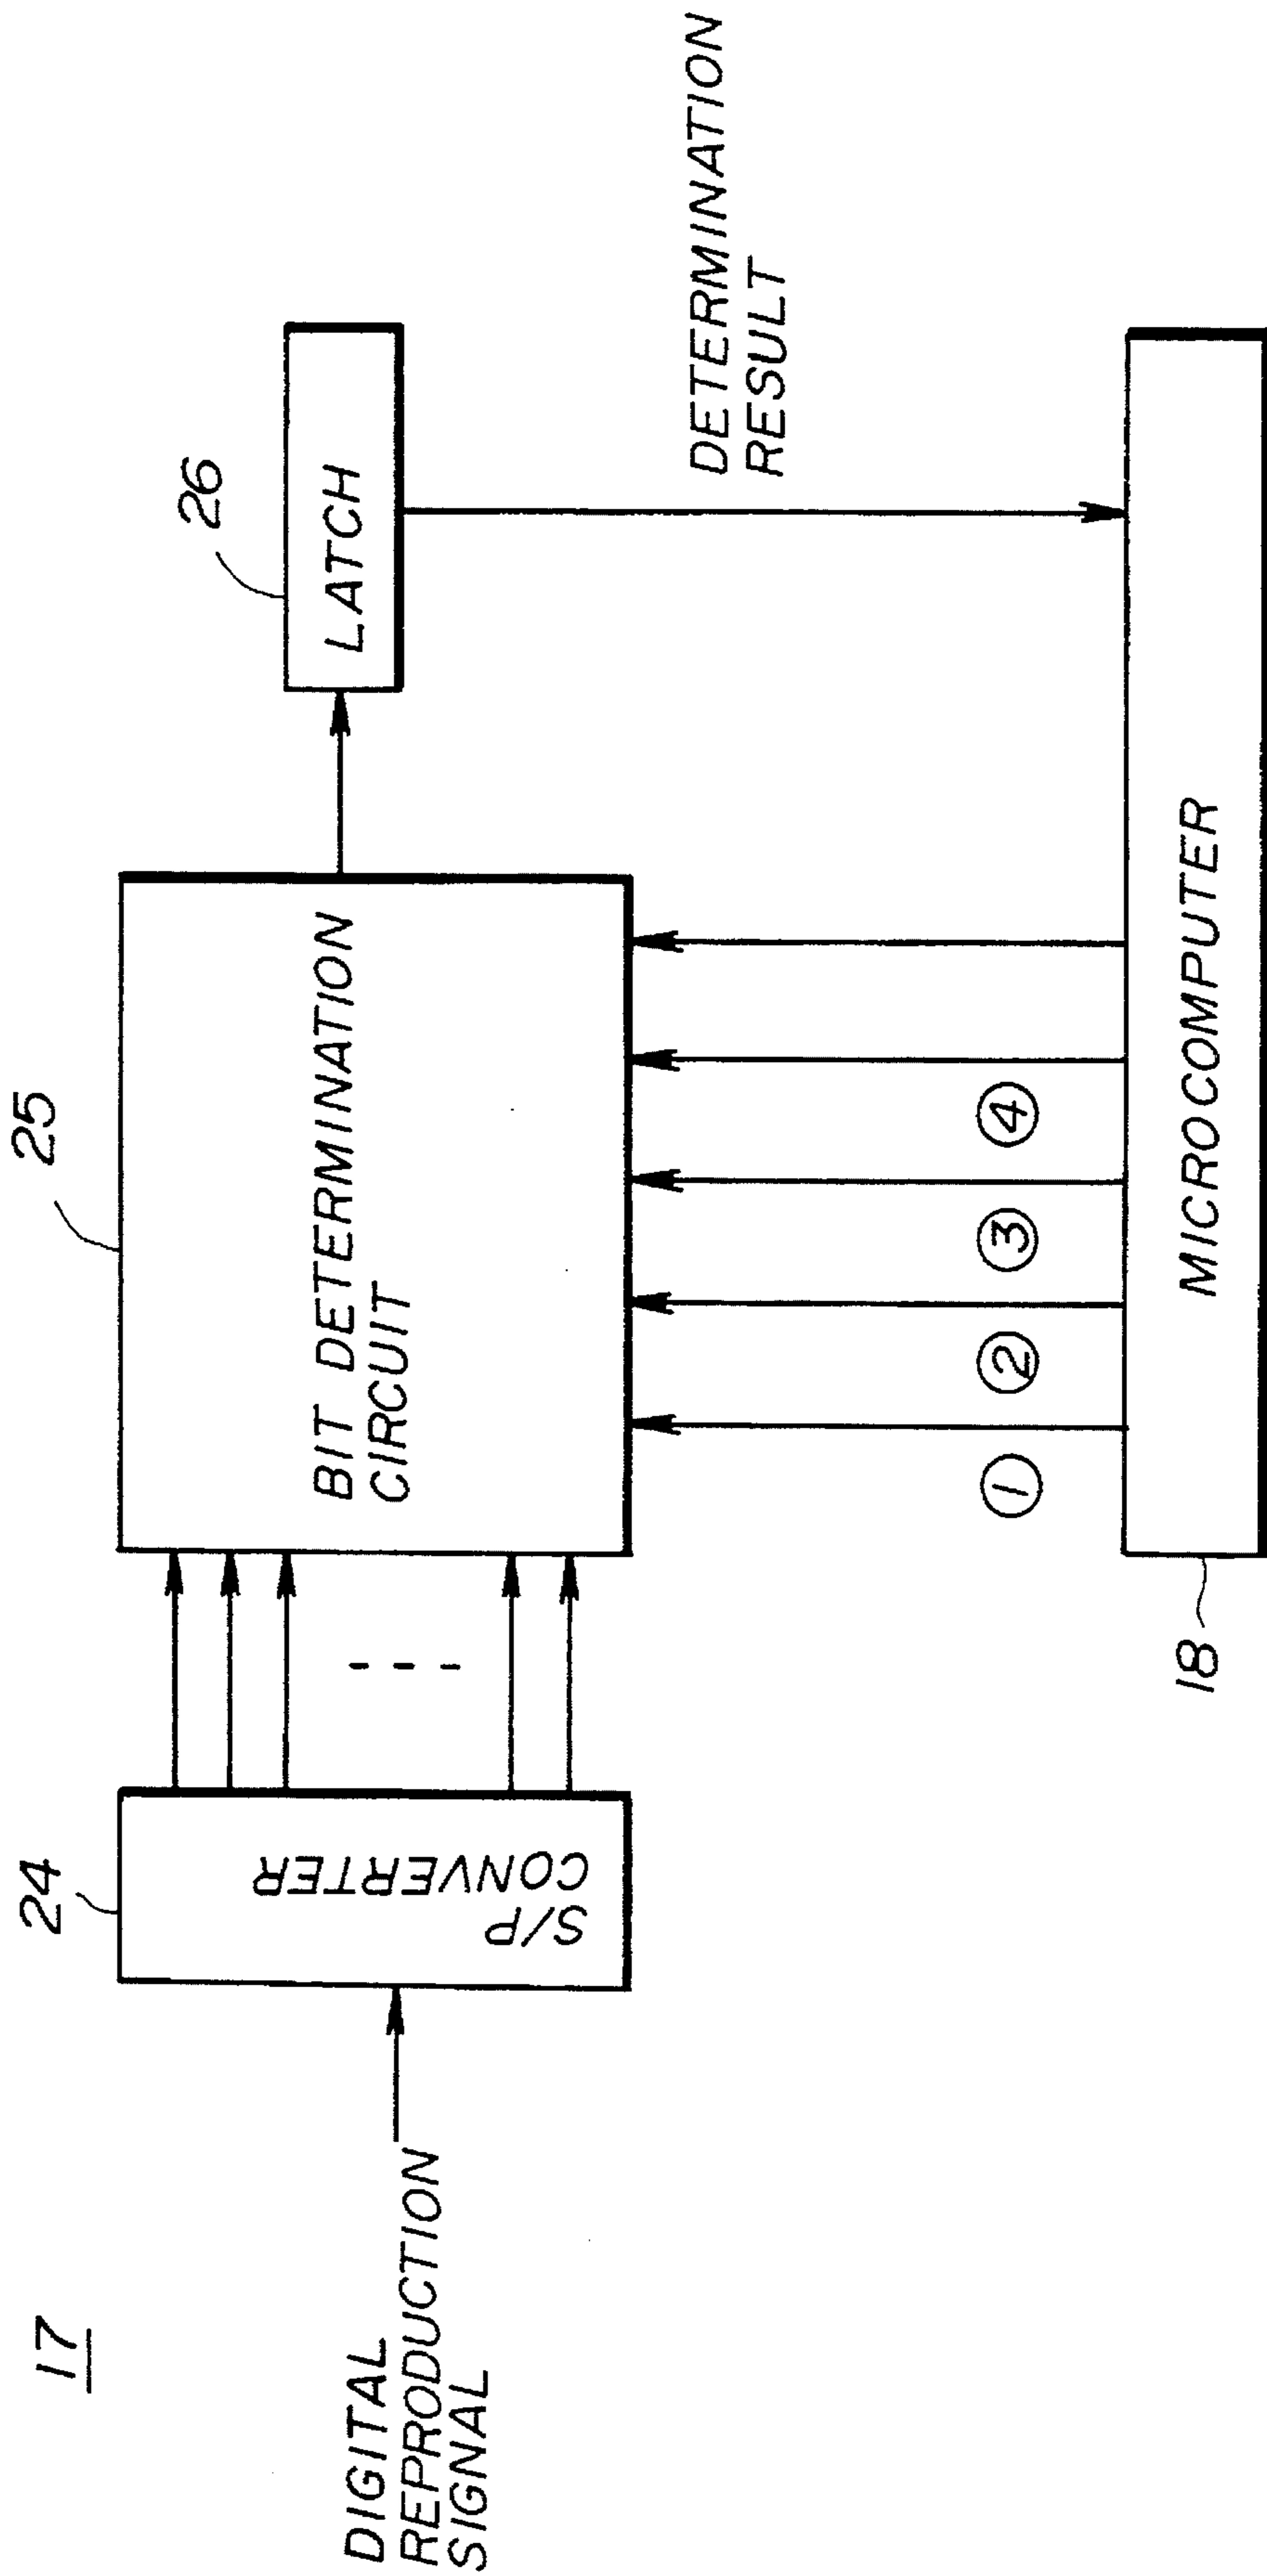 17
DIGITAL
REPRODUCTION
SIGNAL
24
S/P
CONVERTER
25
BIT DETERMINATION
CIRCUIT
26
LATCH
DETERMINATION
RESULT
①
②
③
④
18
MICROCOMPUTER